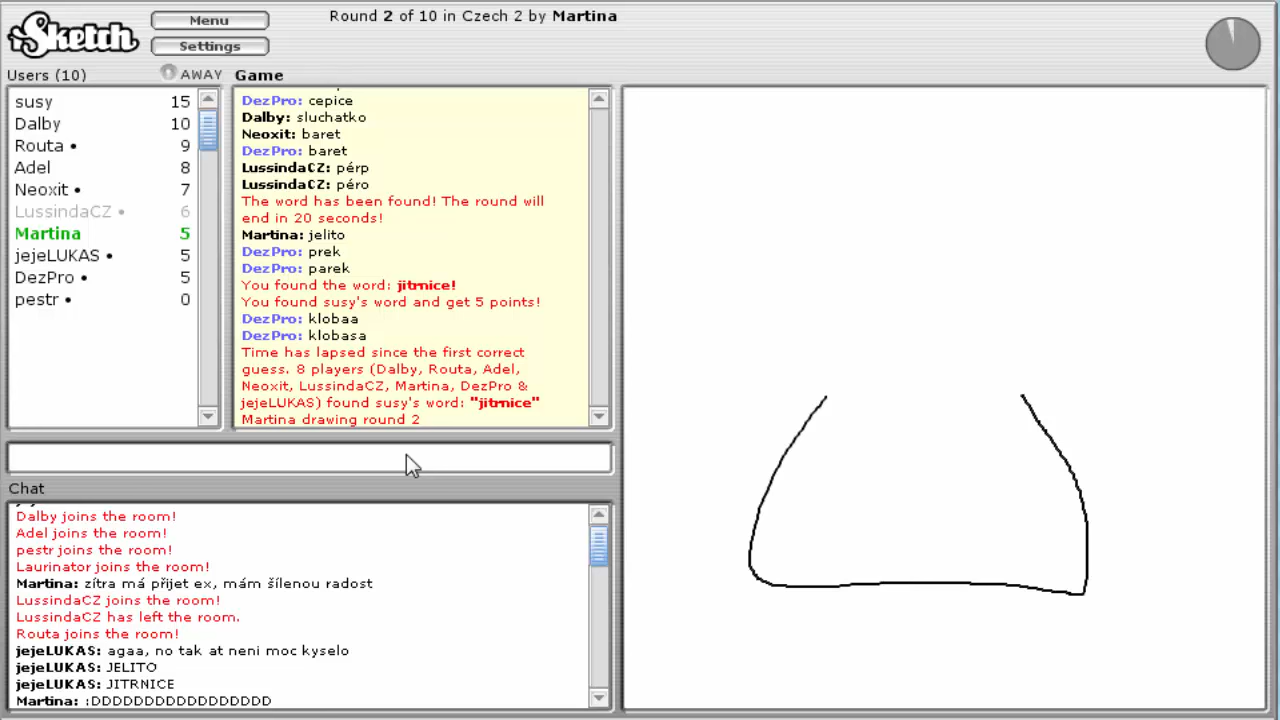 iSketch
Menu
Settings
Round 2 of 10 in Czech 2 by Martina
Users (10)
AWAY
Game
susy 15
Dalby 10
Routa • 9
Adel 8
Neoxit • 7
LussindaCZ • 6
Martina 5
jejeLUKAS • 5
DezPro • 5
pestr • 0
DezPro: cepice
Dalby: sluchatko
Neoxit: baret
DezPro: baret
LussindaCZ: pérp
LussindaCZ: péro
The word has been found! The round will
end in 20 seconds!
Martina: jelito
DezPro: prek
DezPro: parek
You found the word: jitrnice!
You found susy's word and get 5 points!
DezPro: klobaa
DezPro: klobasa
Time has lapsed since the first correct
guess. 8 players (Dalby, Routa, Adel,
Neoxit, LussindaCZ, Martina, DezPro &
jejeLUKAS) found susy's word: "jitrnice"
Martina drawing round 2
Chat
Dalby joins the room!
Adel joins the room!
pestr joins the room!
Laurinator joins the room!
Martina: zítra má přijet ex, mám šílenou radost
LussindaCZ joins the room!
LussindaCZ has left the room.
Routa joins the room!
jejeLUKAS: agaa, no tak at neni moc kyselo
jejeLUKAS: JELITO
jejeLUKAS: JITRNICE
Martina: :DDDDDDDDDDDDDDDDD